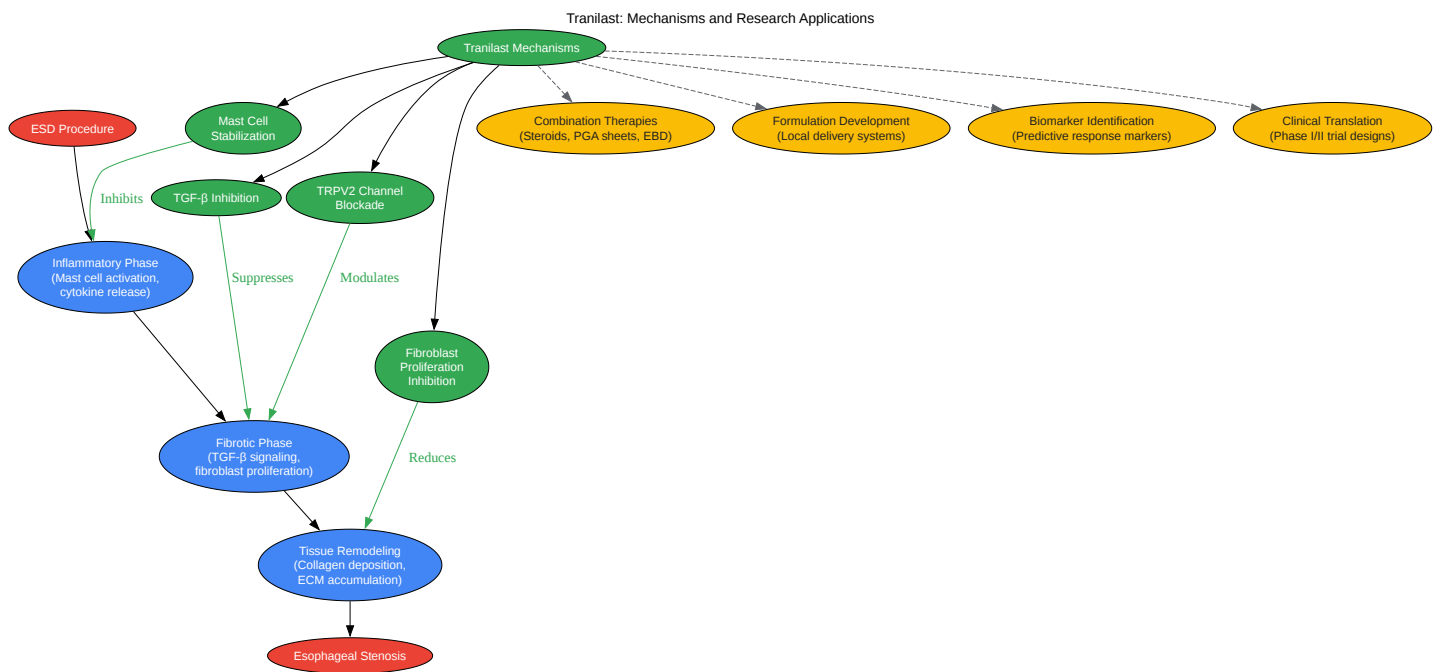 Tranilast: Mechanisms and Research Applications
Tranilast Mechanisms
ESD Procedure
Mast Cell
Stabilization
Combination Therapies
(Steroids, PGA sheets, EBD)
Formulation Development
(Local delivery systems)
Biomarker Identification
(Predictive response markers)
Clinical Translation
(Phase I/II trial designs)
Inhibits
TGF-β Inhibition
TRPV2 Channel
Blockade
Inflammatory Phase
(Mast cell activation,
cytokine release)
Suppresses
Modulates
Fibroblast
Proliferation
Inhibition
Fibrotic Phase
(TGF-β signaling,
fibroblast proliferation)
Reduces
Tissue Remodeling
(Collagen deposition,
ECM accumulation)
Esophageal Stenosis